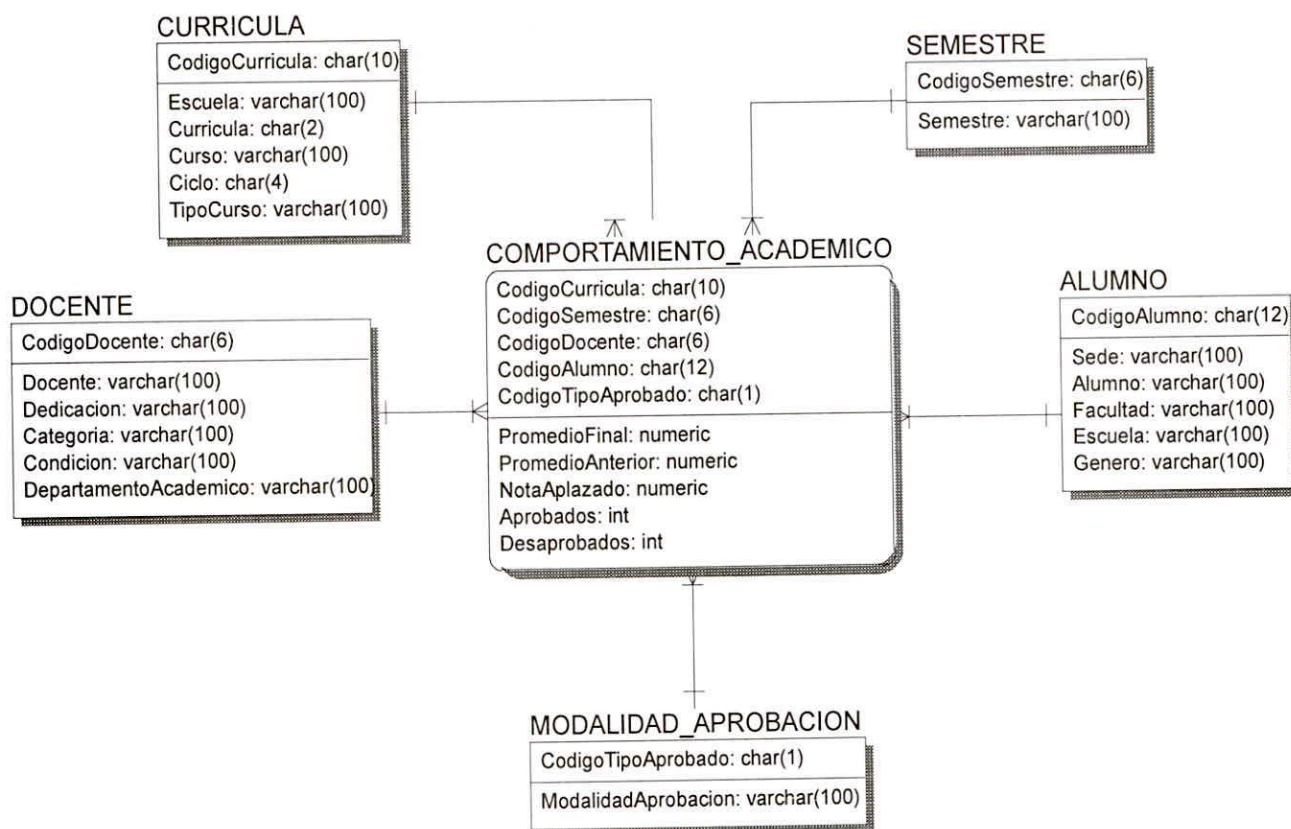 CURRICULA
CodigoCurricula: char(10)
Escuela: varchar(100)
Curricula: char(2)
Curso: varchar(100)
Ciclo: char(4)
TipoCurso: varchar(100)
SEMESTRE
CodigoSemestre: char(6)
Semestre: varchar(100)
DOCENTE
CodigoDocente: char(6)
Docente: varchar(100)
Dedicacion: varchar(100)
Categoria: varchar(100)
Condicion: varchar(100)
DepartamentoAcademico: varchar(100)
COMPORTAMIENTO_ACADEMICO
CodigoCurricula: char(10)
CodigoSemestre: char(6)
CodigoDocente: char(6)
CodigoAlumno: char(12)
CodigoTipoAprobado: char(1)
PromedioFinal: numeric
PromedioAnterior: numeric
NotaAplazado: numeric
Aprobados: int
Desaprobados: int
ALUMNO
CodigoAlumno: char(12)
Sede: varchar(100)
Alumno: varchar(100)
Facultad: varchar(100)
Escuela: varchar(100)
Genero: varchar(100)
MODALIDAD_APROBACION
CodigoTipoAprobado: char(1)
ModalidadAprobacion: varchar(100)